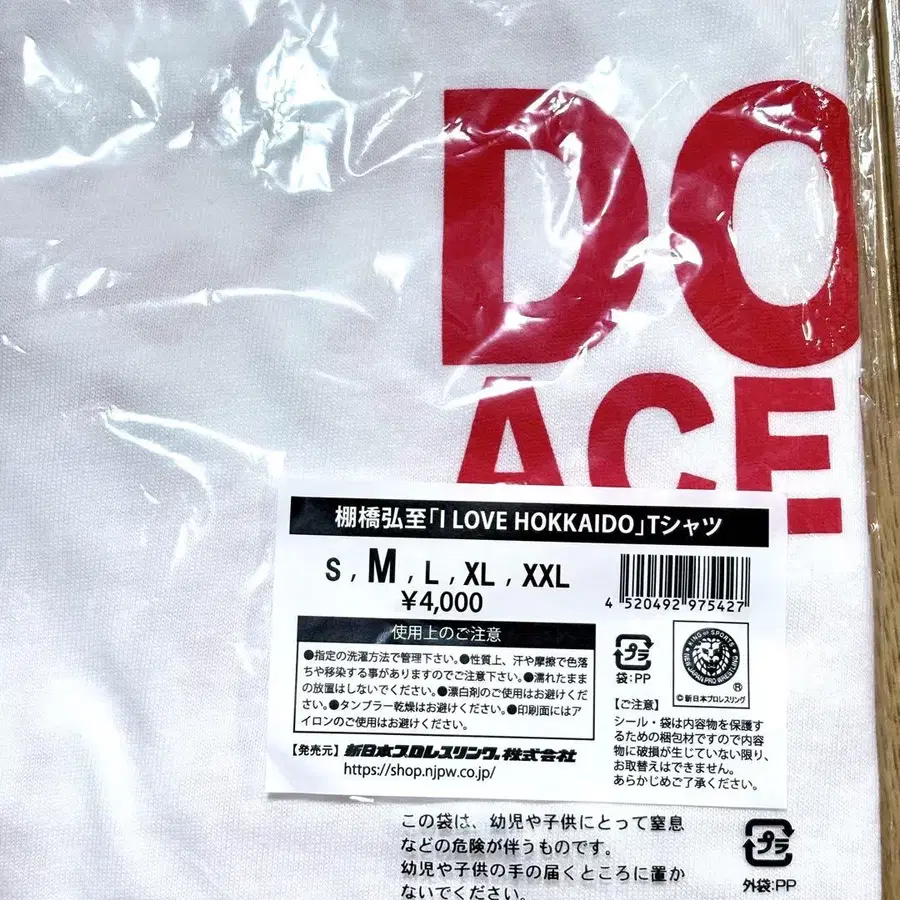 DO
ACE
棚橋弘至「I LOVE HOKKAIDO」Tシャツ
S , M , L , XL , XXL
¥4,000
4 520492 975427
使用上のご注意
●指定の洗濯方法で管理下さい。●性質上、汗や摩擦で色落
ちや移染する事がありますのでご注意下さい。●濡れたまま
の放置はしないでください。●漂白剤のご使用はお避けくだ
さい。●タンブラー乾燥はお避けください。●印刷面にはア
イロンのご使用はお避けください。
【発売元】新日本プロレスリング株式会社
https://shop.njpw.co.jp/
プラ
袋:PP
KING OF SPORTS
NEW JAPAN PRO WRESTLING
®
©新日本プロレスリング
【ご注意】
シール・袋は内容物を保護す
るための梱包材ですので内容
物に破損が生じていない限り、
お取替えはできません。
あらかじめご了承ください。
この袋は、幼児や子供にとって窒息
などの危険が伴うものです。
幼児や子供の手の届くところに置か
ないでください。
プラ
外袋:PP